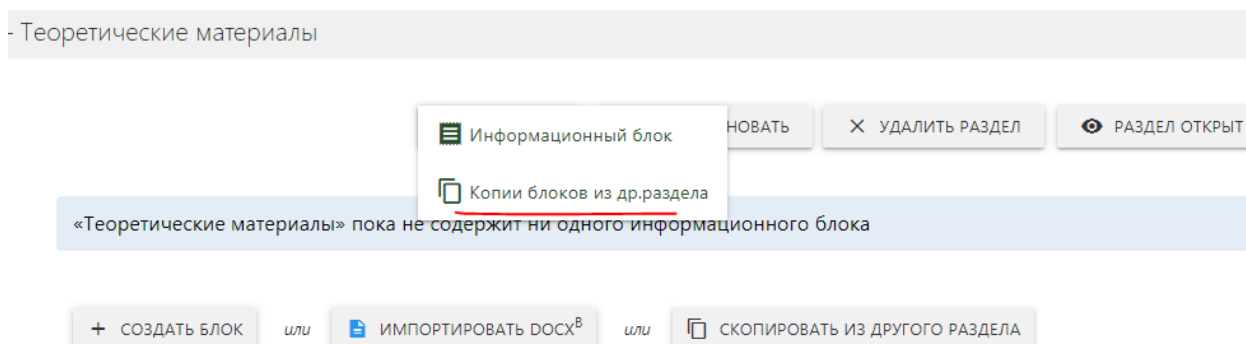 - Теоретические материалы
Информационный блок
НОВАТЬ
УДАЛИТЬ РАЗДЕЛ
РАЗДЕЛ ОТКРЫТ
Копии блоков из др.раздела
«Теоретические материалы» пока не содержит ни одного информационного блока
+ СОЗДАТЬ БЛОК или ИМПОРТИРОВАТЬ DOCX^B или СКОПИРОВАТЬ ИЗ ДРУГОГО РАЗДЕЛА